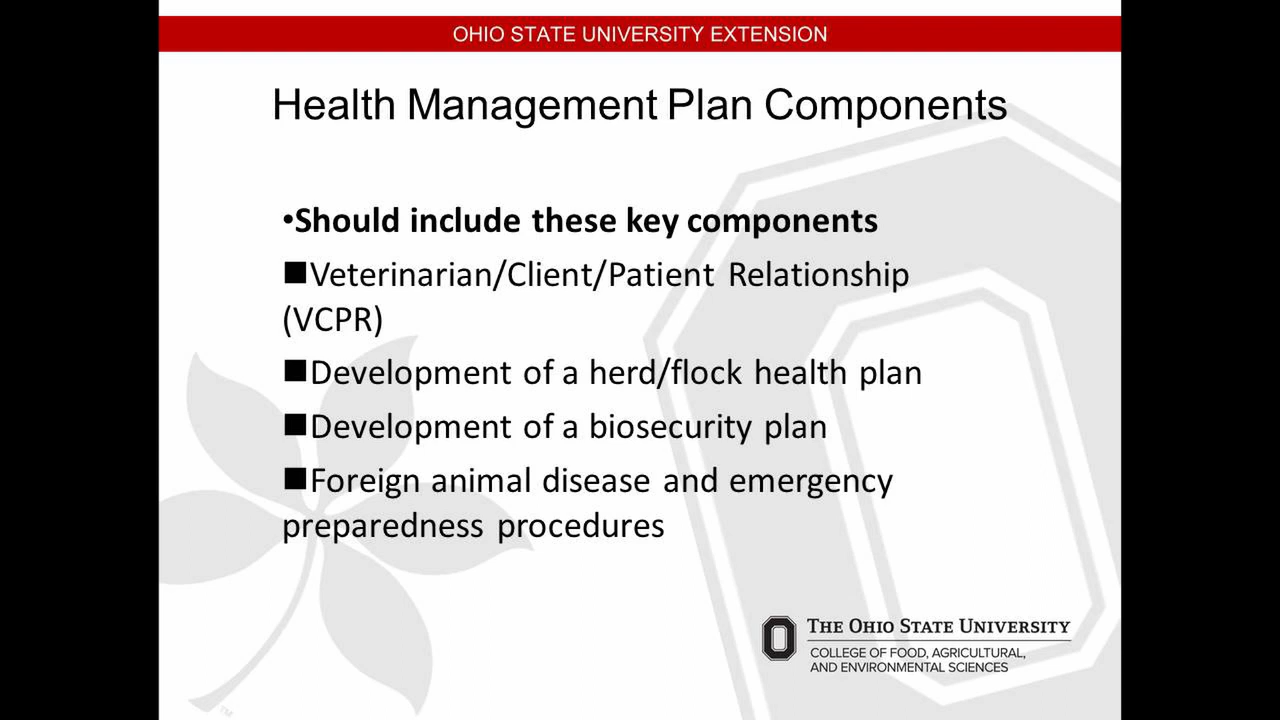 OHIO STATE UNIVERSITY EXTENSION
Health Management Plan Components
•Should include these key components
■Veterinarian/Client/Patient Relationship
(VCPR)
■Development of a herd/flock health plan
■Development of a biosecurity plan
■Foreign animal disease and emergency
preparedness procedures
THE OHIO STATE UNIVERSITY
COLLEGE OF FOOD, AGRICULTURAL,
AND ENVIRONMENTAL SCIENCES
TM